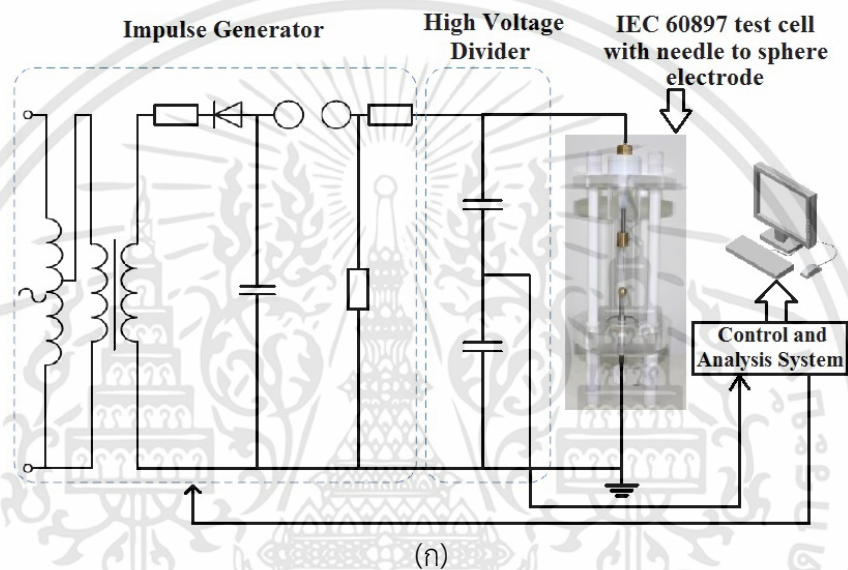 Impulse Generator
High Voltage
Divider
IEC 60897 test cell
with needle to sphere
electrode
Control and
Analysis System
(ก)